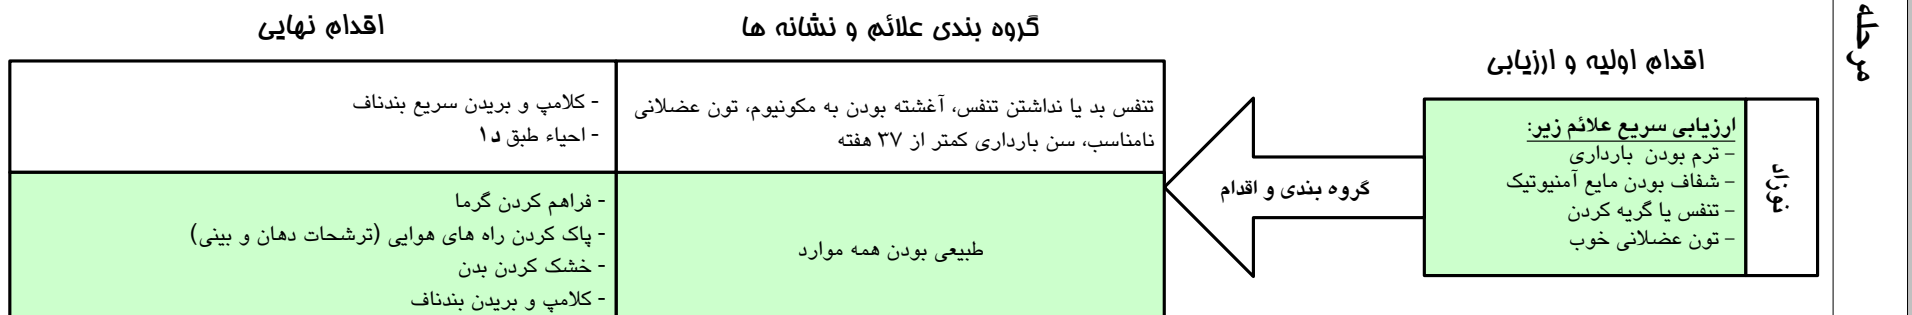 مرحله
اقدام اولیه و ارزیابی
گروه بندی علائم و نشانه ها
اقدام نهایی
نوزاد
ارزیابی سریع علائم زیر:
- ترم بودن بارداری
- شفاف بودن مایع آمنیوتیک
- تنفس یا گریه کردن
- تون عضلانی خوب
گروه بندی و اقدام
تنفس بد یا نداشتن تنفس، آغشته بودن به مکونیوم، تون عضلانی
نامناسب، سن بارداری کمتر از ۳۷ هفته
- کلامپ و بریدن سریع بندناف
- احیاء طبق د۱
طبیعی بودن همه موارد
- فراهم کردن گرما
- پاک کردن راه های هوایی (ترشحات دهان و بینی)
- خشک کردن بدن
- کلامپ و بریدن بندناف